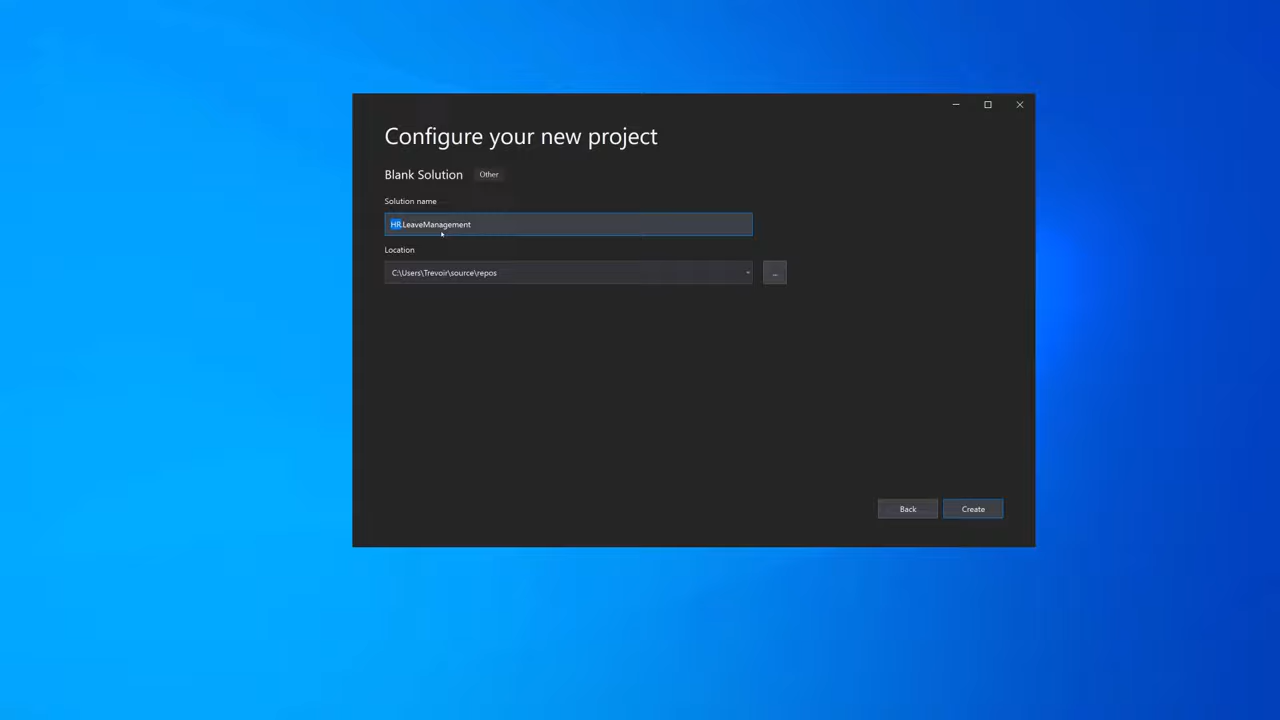 Configure your new project
Blank Solution Other
Solution name
HR.LeaveManagement
Location
C:\Users\Trevoir\source\repos
...
Back Create